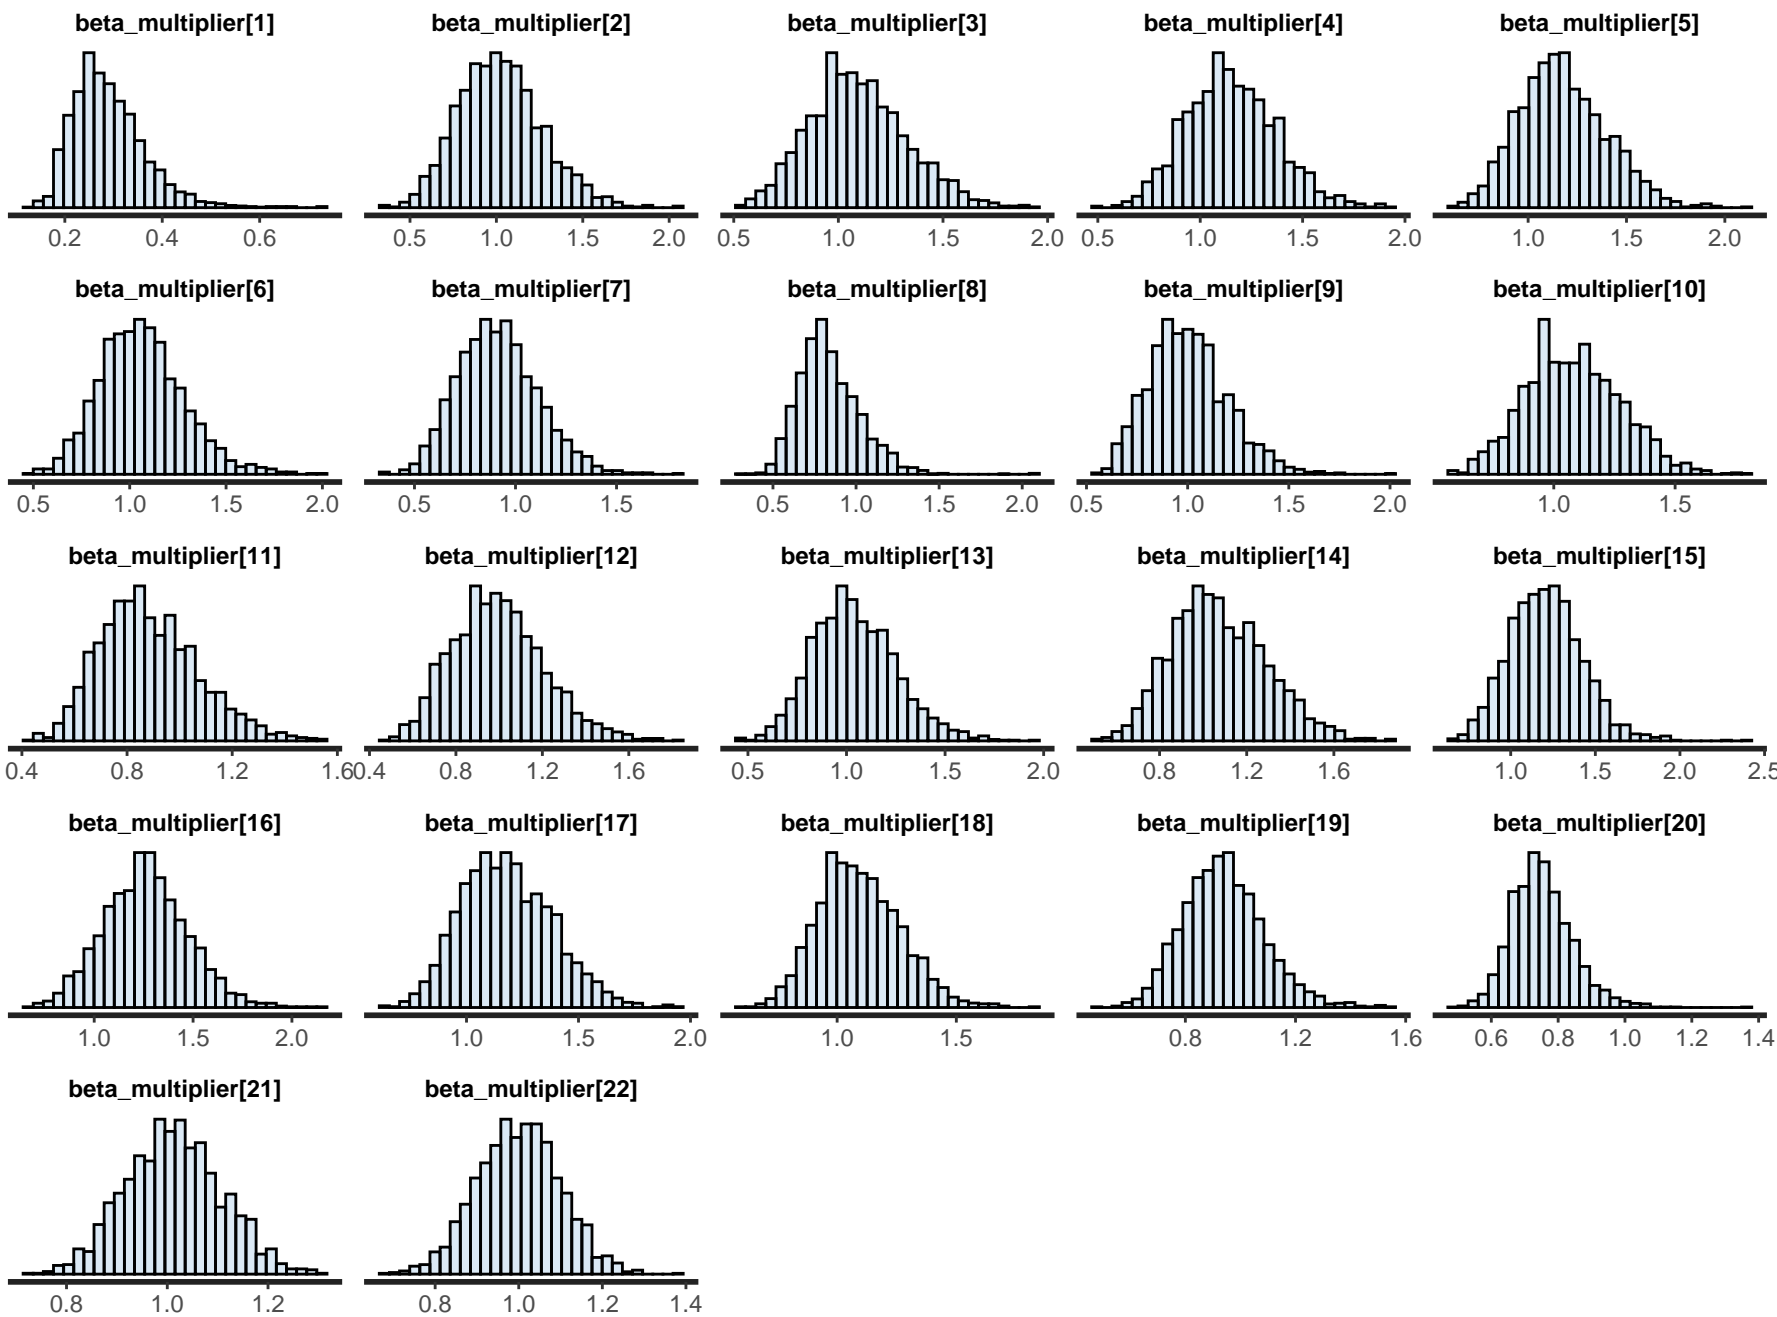 beta_multiplier[1] beta_multiplier[2] beta_multiplier[3] beta_multiplier[4] beta_multiplier[5]
0.2 0.4 0.6 0.5 1.0 1.5 2.0 0.5 1.0 1.5 2.0 0.5 1.0 1.5 2.0 1.0 1.5 2.0
beta_multiplier[6] beta_multiplier[7] beta_multiplier[8] beta_multiplier[9] beta_multiplier[10]
0.5 1.0 1.5 2.0 0.5 1.0 1.5 0.5 1.0 1.5 2.0 0.5 1.0 1.5 2.0 1.0 1.5
beta_multiplier[11] beta_multiplier[12] beta_multiplier[13] beta_multiplier[14] beta_multiplier[15]
0.4 0.8 1.2 1.6 0.4 0.8 1.2 1.6 0.5 1.0 1.5 2.0 0.8 1.2 1.6 1.0 1.5 2.0 2.5
beta_multiplier[16] beta_multiplier[17] beta_multiplier[18] beta_multiplier[19] beta_multiplier[20]
1.0 1.5 2.0 1.0 1.5 2.0 1.0 1.5 0.8 1.2 1.6 0.6 0.8 1.0 1.2 1.4
beta_multiplier[21] beta_multiplier[22]
0.8 1.0 1.2 0.8 1.0 1.2 1.4